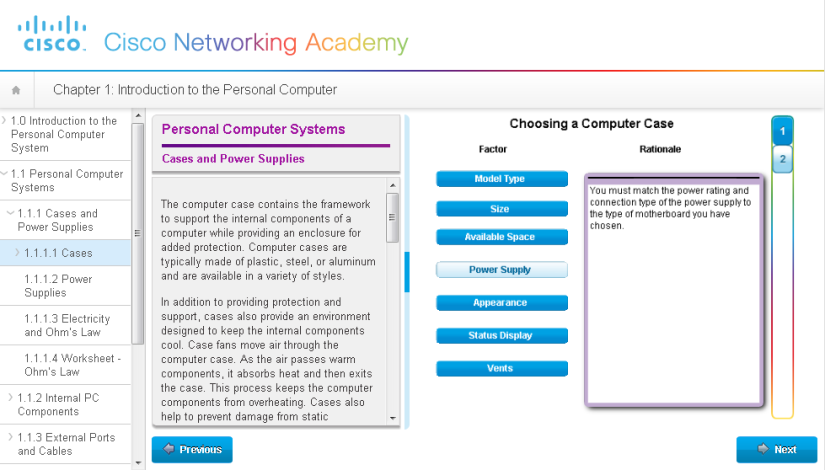 CISCO. Cisco Networking Academy
Chapter 1: Introduction to the Personal Computer
1.0 Introduction to the
Personal Computer
System
1.1 Personal Computer
Systems
1.1.1 Cases and
Power Supplies
1.1.1.1 Cases
1.1.1.2 Power
Supplies
1.1.1.3 Electricity
and Ohm's Law
1.1.1.4 Worksheet -
Ohm's Law
1.1.2 Internal PC
Components
1.1.3 External Ports
and Cables
Personal Computer Systems
Cases and Power Supplies
The computer case contains the framework
to support the internal components of a
computer while providing an enclosure for
added protection. Computer cases are
typically made of plastic, steel, or aluminum
and are available in a variety of styles.
In addition to providing protection and
support, cases also provide an environment
designed to keep the internal components
cool. Case fans move air through the
computer case. As the air passes warm
components, it absorbs heat and then exits
the case. This process keeps the computer
components from overheating. Cases also
help to prevent damage from static
Choosing a Computer Case
Factor
Rationale
Model Type
Size
Available Space
Power Supply
Appearance
Status Display
Vents
You must match the power rating and
connection type of the power supply to
the type of motherboard you have
chosen.
1
2
Previous
Next